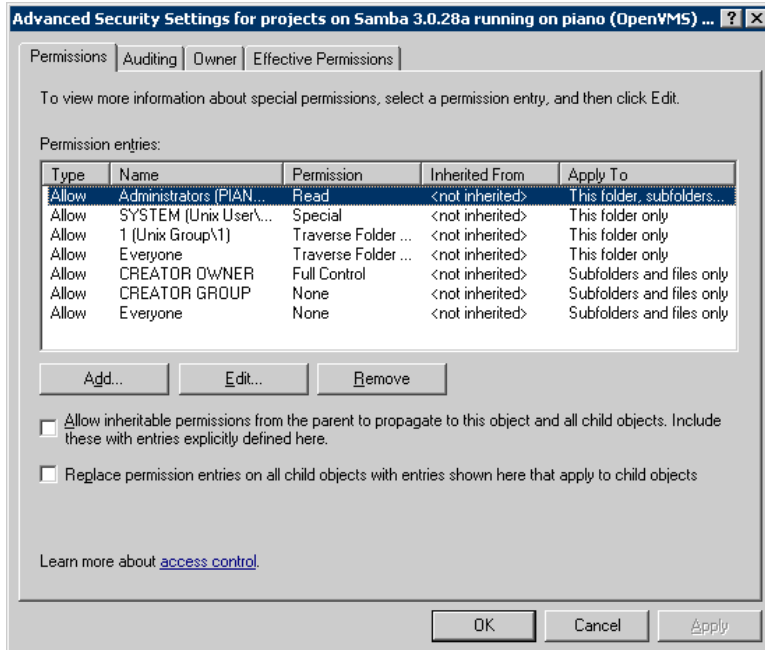 Advanced Security Settings for projects on Samba 3.0.28a running on piano (OpenVMS) ... ? X
Permissions Auditing Owner Effective Permissions
To view more information about special permissions, select a permission entry, and then click Edit.
Permission entries:
Type Name Permission Inherited From Apply To
Allow Administrators (PIAN... Read <not inherited> This folder, subfolders...
Allow SYSTEM (Unix User\... Special <not inherited> This folder only
Allow 1 (Unix Group\1) Traverse Folder ... <not inherited> This folder only
Allow Everyone Traverse Folder ... <not inherited> This folder only
Allow CREATOR OWNER Full Control <not inherited> Subfolders and files only
Allow CREATOR GROUP None <not inherited> Subfolders and files only
Allow Everyone None <not inherited> Subfolders and files only
Add... Edit... Remove
Allow inheritable permissions from the parent to propagate to this object and all child objects. Include
these with entries explicitly defined here.
Replace permission entries on all child objects with entries shown here that apply to child objects
Learn more about access control.
OK Cancel Apply